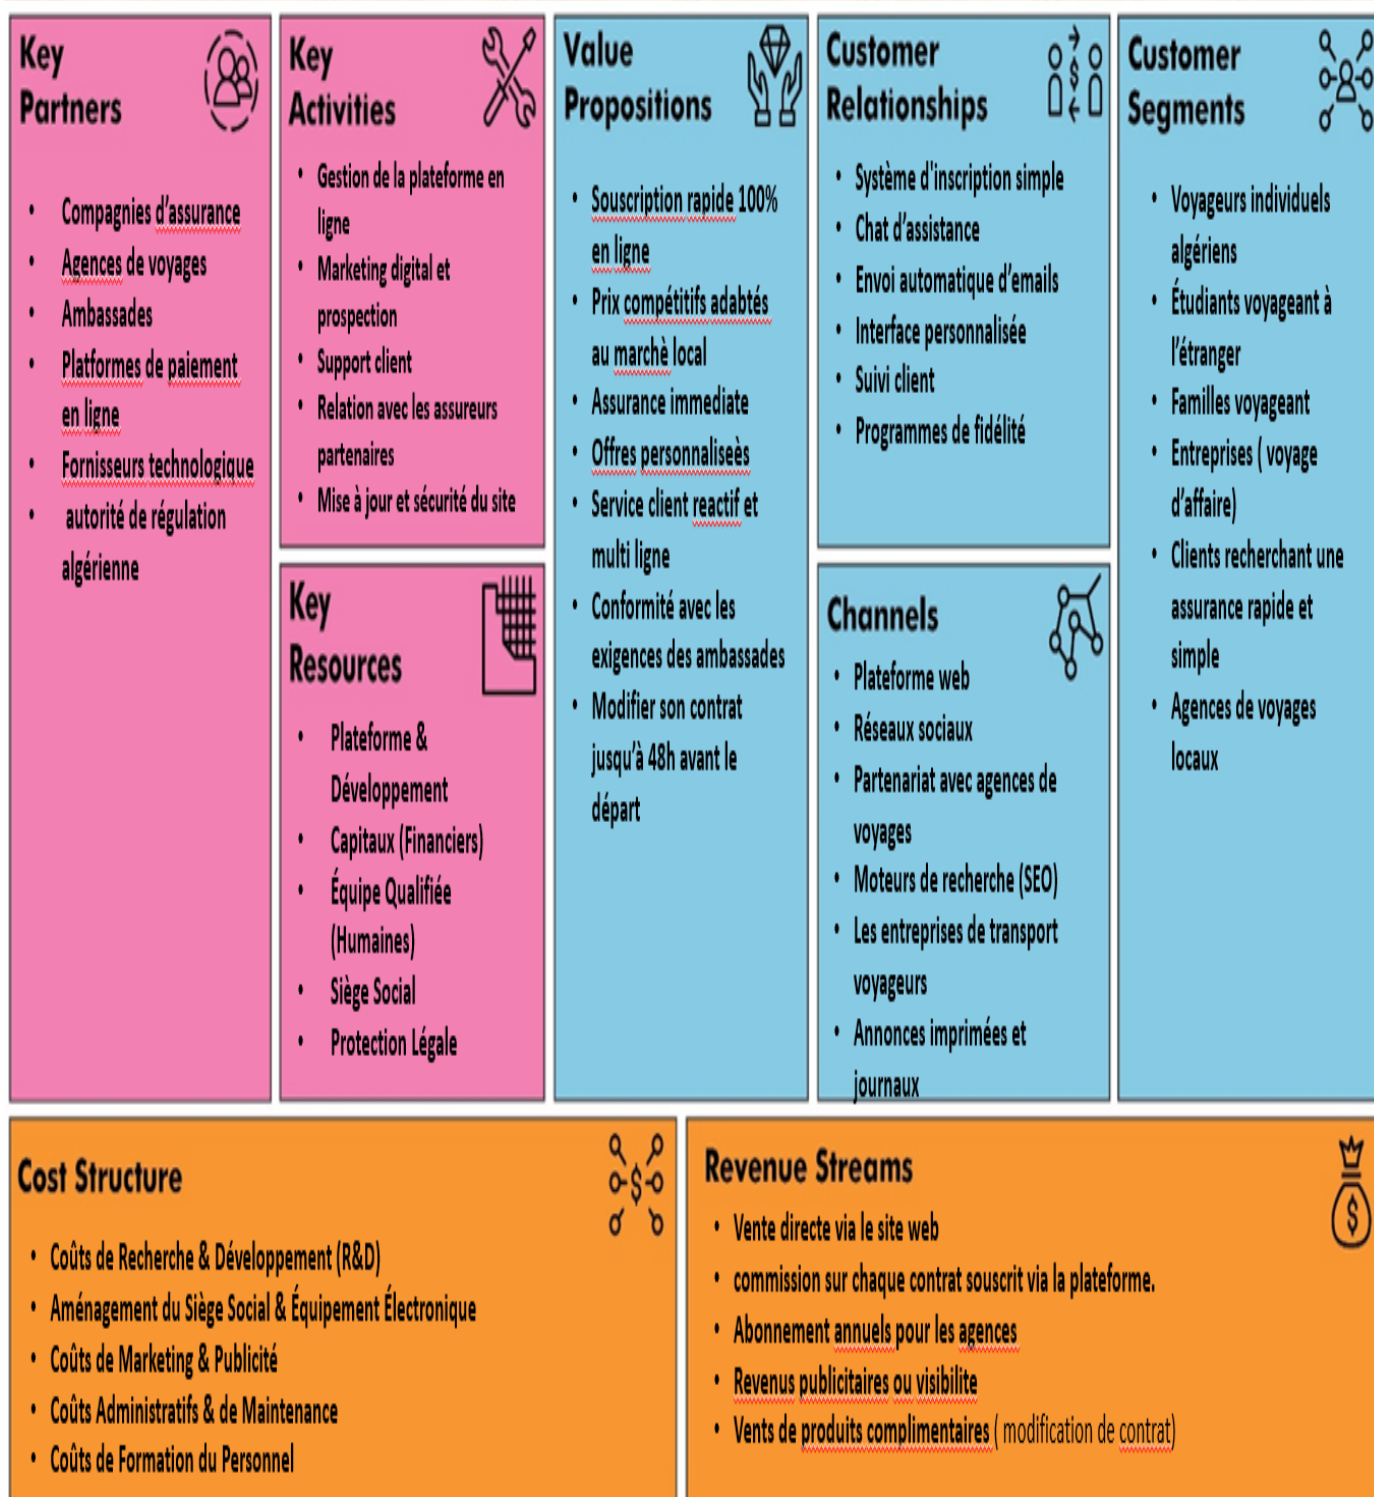 Key
Partners
• Compagnies d’assurance
• Agences de voyages
• Ambassades
• Platformes de paiement
en ligne
• Fornisseurs technologique
• autorité de régulation
algérienne
Key
Activities
• Gestion de la plateforme en
ligne
• Marketing digital et
prospection
• Support client
• Relation avec les assureurs
partenaires
• Mise à jour et sécurité du site
Key
Resources
• Plateforme &
Développement
• Capitaux (Financiers)
• Équipe Qualifiée
(Humaines)
• Siège Social
• Protection Légale
Value
Propositions
• Souscription rapide 100%
en ligne
• Prix compétitifs adabtés
au marchè local
• Assurance immediate
• Offres personnaliseès
• Service client reactif et
multi ligne
• Conformité avec les
exigences des ambassades
• Modifier son contrat
jusqu’à 48h avant le
départ
Customer
Relationships
• Système d'inscription simple
• Chat d’assistance
• Envoi automatique d’emails
• Interface personnalisée
• Suivi client
• Programmes de fidélité
Channels
• Plateforme web
• Réseaux sociaux
• Partenariat avec agences de
voyages
• Moteurs de recherche (SEO)
• Les entreprises de transport
voyageurs
• Annonces imprimées et
journaux
Customer
Segments
• Voyageurs individuels
algériens
• Étudiants voyageant à
l’étranger
• Familles voyageant
• Entreprises ( voyage
d’affaire)
• Clients recherchant une
assurance rapide et
simple
• Agences de voyages
locaux
Cost Structure
• Coûts de Recherche & Développement (R&D)
• Aménagement du Siège Social & Équipement Électronique
• Coûts de Marketing & Publicité
• Coûts Administratifs & de Maintenance
• Coûts de Formation du Personnel
Revenue Streams
• Vente directe via le site web
• commission sur chaque contrat souscrit via la plateforme.
• Abonnement annuels pour les agences
• Revenus publicitaires ou visibilite
• Vents de produits complimentaires ( modification de contrat)